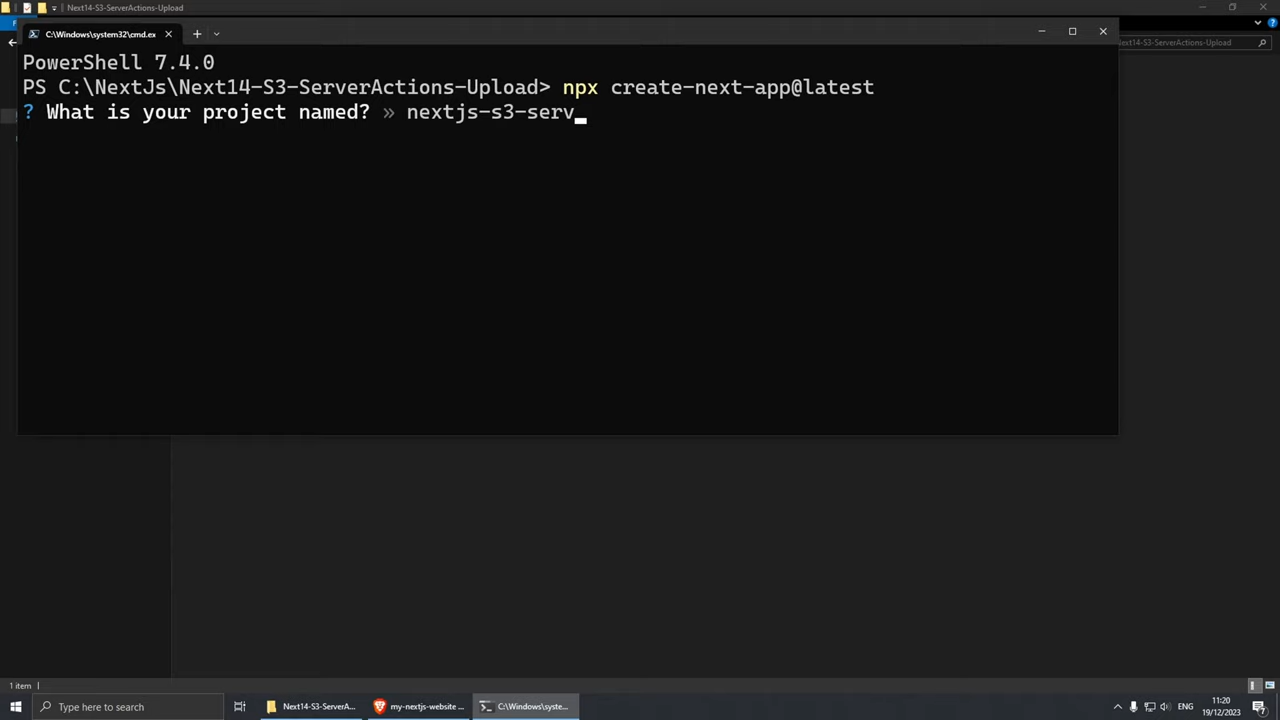 Next14-S3-ServerActions-Upload
C:\Windows\system32\cmd.ex
Next14-S3-ServerActions-Upload
PowerShell 7.4.0
PS C:\NextJs\Next14-S3-ServerActions-Upload> npx create-next-app@latest
? What is your project named? » nextjs-s3-serv
1 item
Type here to search
Next14-S3-ServerA...
my-nextjs-website ...
C:\Windows\syste...
ENG
11:20
19/12/2023